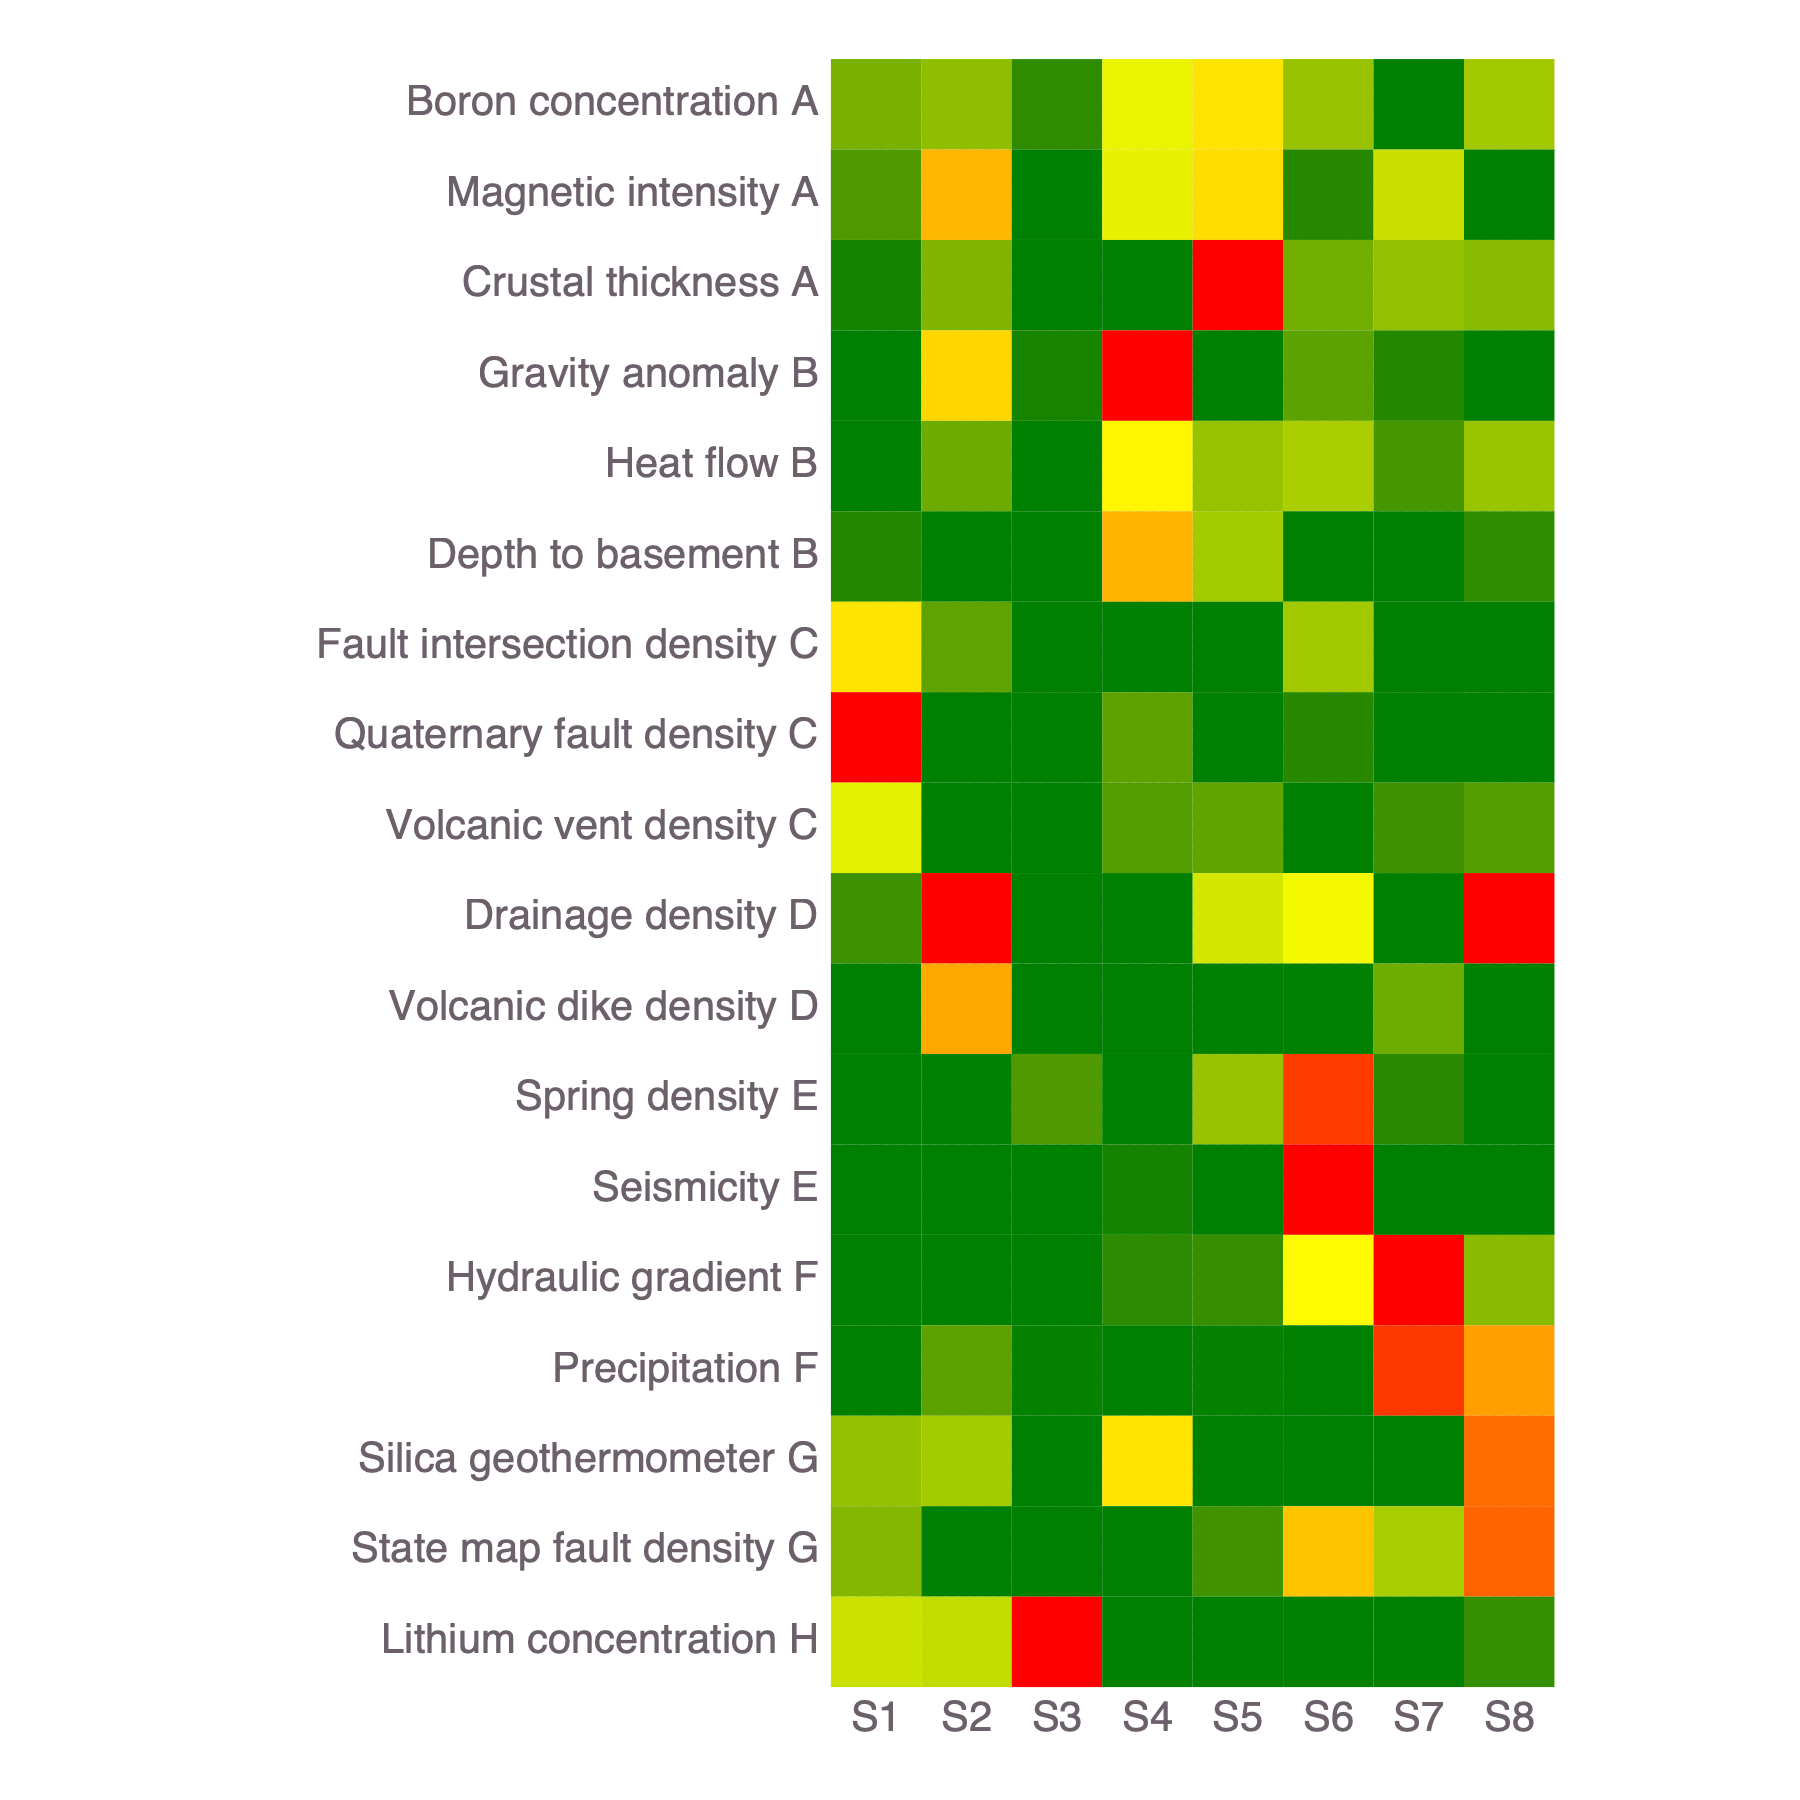 Boron concentration A
Magnetic intensity A
Crustal thickness A
Gravity anomaly B
Heat flow B
Depth to basement B
Fault intersection density C
Quaternary fault density C
Volcanic vent density C
Drainage density D
Volcanic dike density D
Spring density E
Seismicity E
Hydraulic gradient F
Precipitation F
Silica geothermometer G
State map fault density G
Lithium concentration H
S1 S2 S3 S4 S5 S6 S7 S8